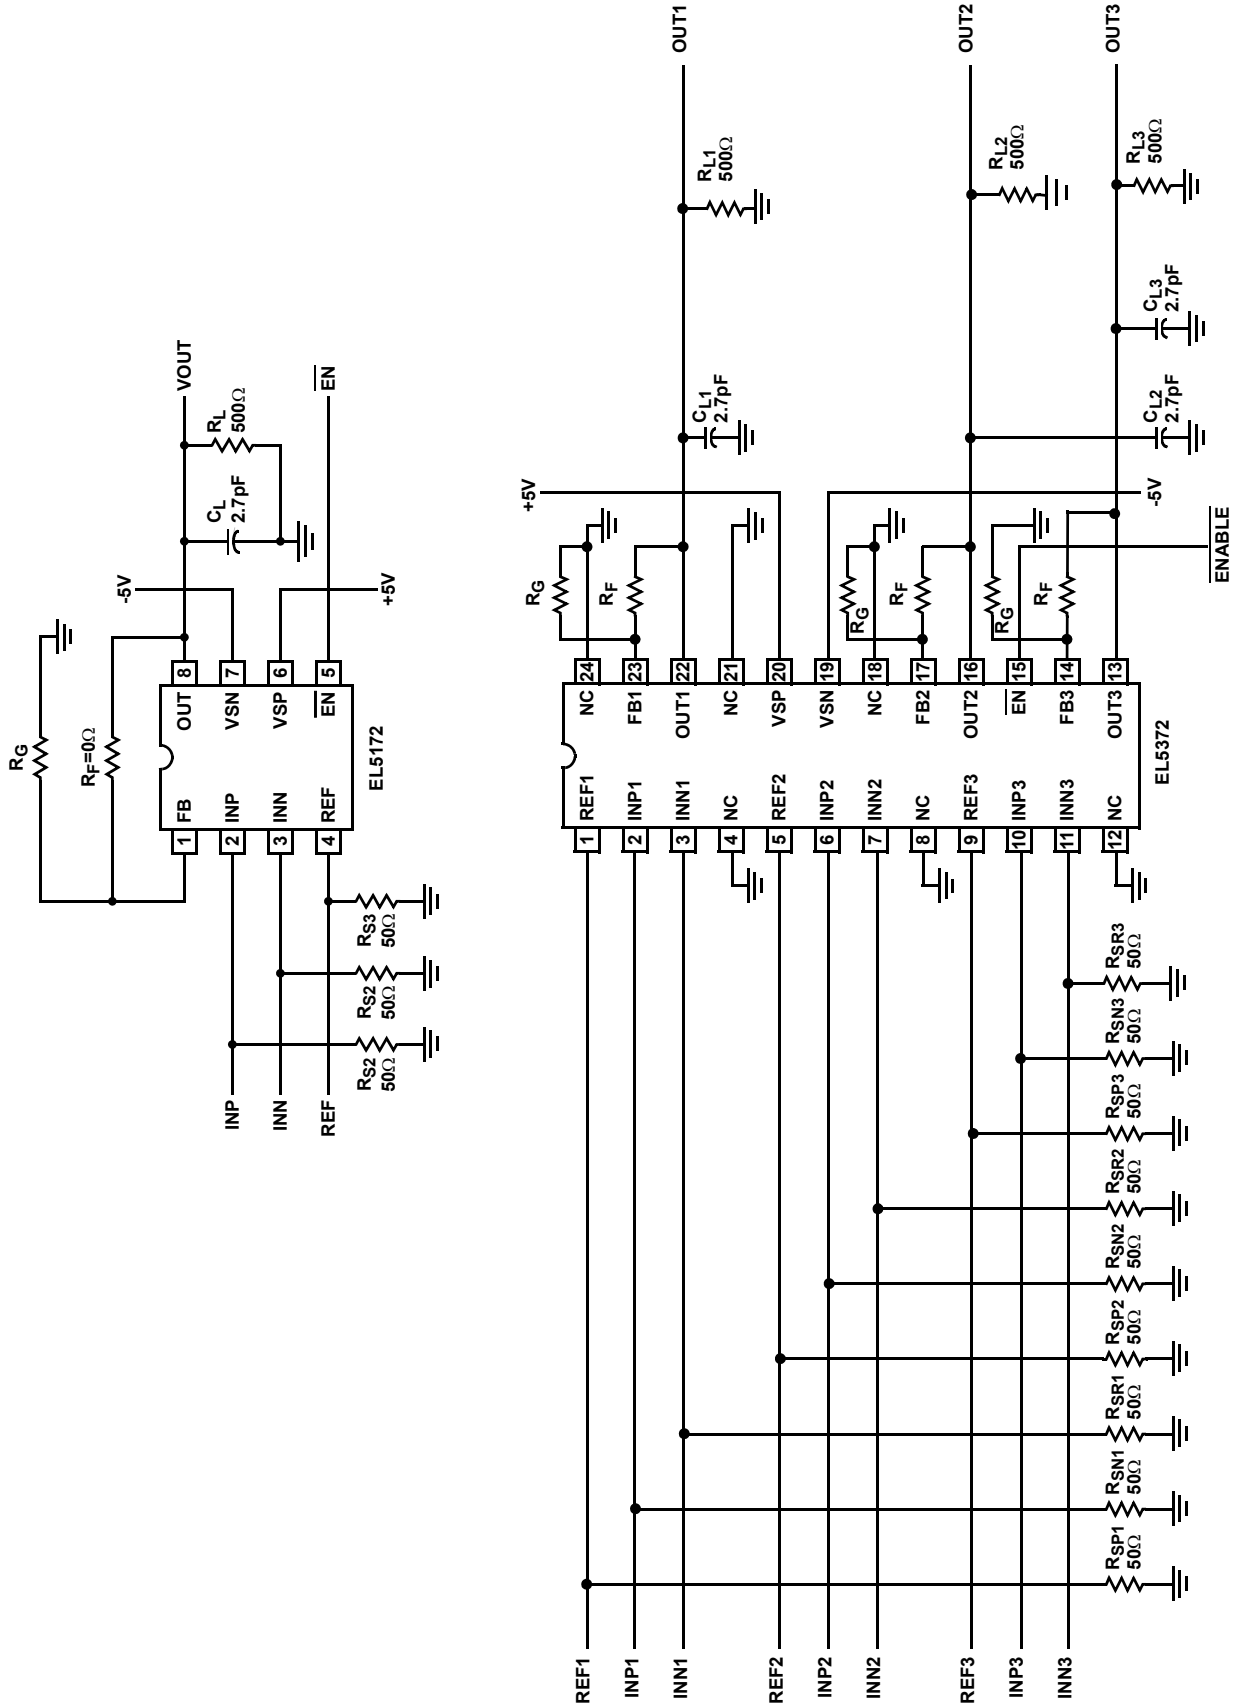 RG
RF=0Ω
-5V
CL
2.7pF
RL
500Ω
VOUT
EN
+5V
1
FB
OUT
8
2
INP
VSN
7
3
INN
VSP
6
4
REF
EN
5
EL5172
INP
INN
REF
RS2
50Ω
RS2
50Ω
RS3
50Ω
+5V
RG
RF
CL1
2.7pF
RL1
500Ω
OUT1
RG
RF
CL2
2.7pF
RL2
500Ω
OUT2
RG
RF
CL3
2.7pF
RL3
500Ω
OUT3
-5V
ENABLE
1
REF1
NC
24
2
INP1
FB1
23
3
INN1
OUT1
22
4
NC
NC
21
5
REF2
VSP
20
6
INP2
VSN
19
7
INN2
NC
18
8
NC
FB2
17
9
REF3
OUT2
16
10
INP3
EN
15
11
INN3
FB3
14
12
NC
OUT3
13
EL5372
REF1
INP1
INN1
REF2
INP2
INN2
REF3
INP3
INN3
RSP1
50Ω
RSN1
50Ω
RSR1
50Ω
RSP2
50Ω
RSN2
50Ω
RSR2
50Ω
RSP3
50Ω
RSN3
50Ω
RSR3
50Ω